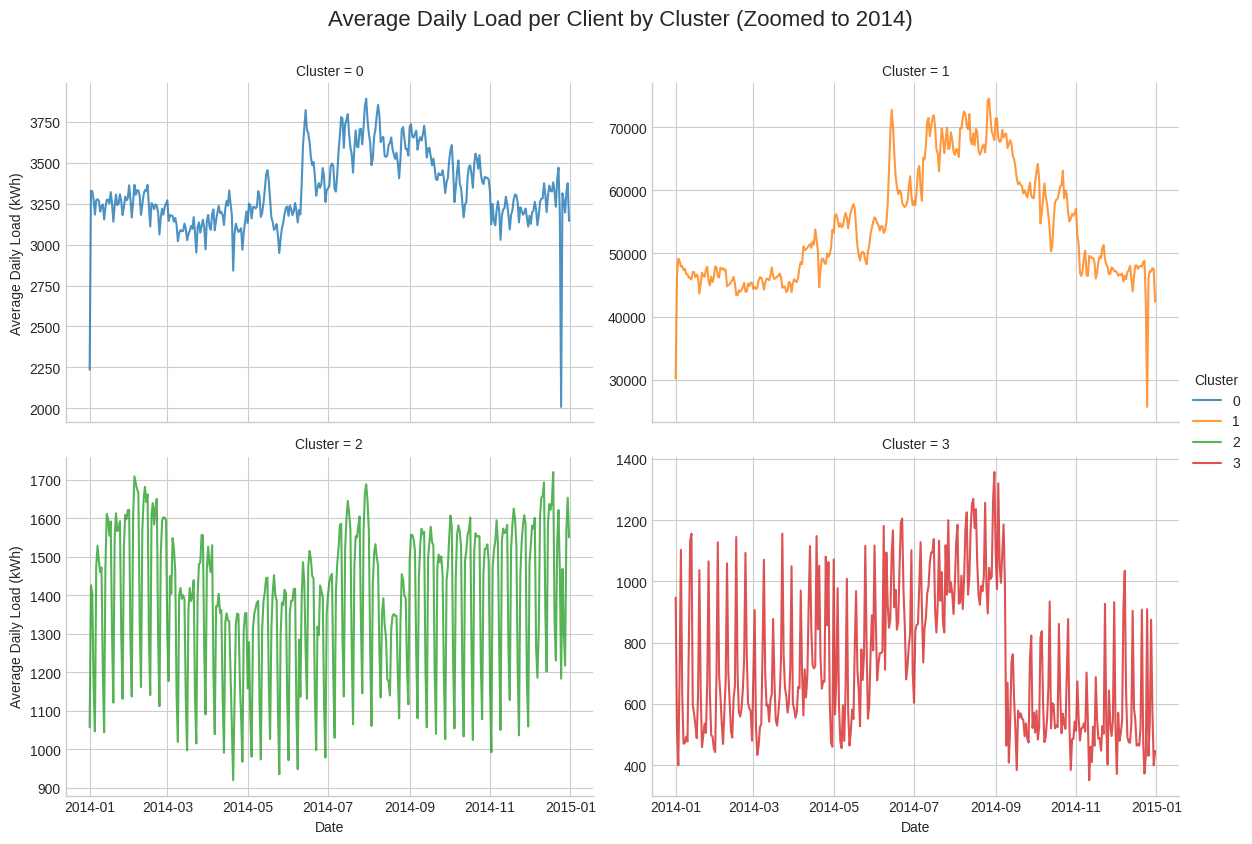 Average Daily Load per Client by Cluster (Zoomed to 2014)
Cluster = 0
Average Daily Load (kWh)
3750
3500
3250
3000
2750
2500
2250
2000
Cluster = 1
70000
60000
50000
40000
30000
Cluster
0
1
2
3
Cluster = 2
Average Daily Load (kWh)
1700
1600
1500
1400
1300
1200
1100
1000
900
2014-01 2014-03 2014-05 2014-07 2014-09 2014-11 2015-01
Date
Cluster = 3
1400
1200
1000
800
600
400
2014-01 2014-03 2014-05 2014-07 2014-09 2014-11 2015-01
Date